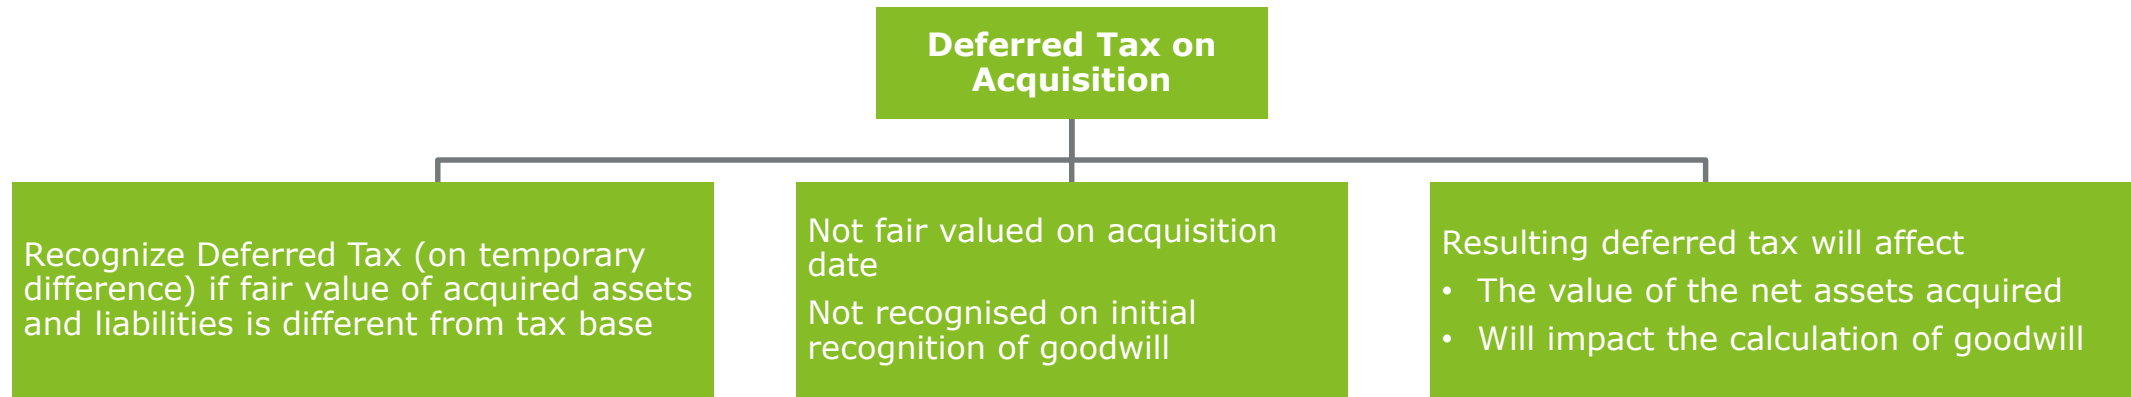 Deferred Tax on
Acquisition
Recognize Deferred Tax (on temporary
difference) if fair value of acquired assets
and liabilities is different from tax base
Not fair valued on acquisition
date
Not recognised on initial
recognition of goodwill
Resulting deferred tax will affect
• The value of the net assets acquired
• Will impact the calculation of goodwill